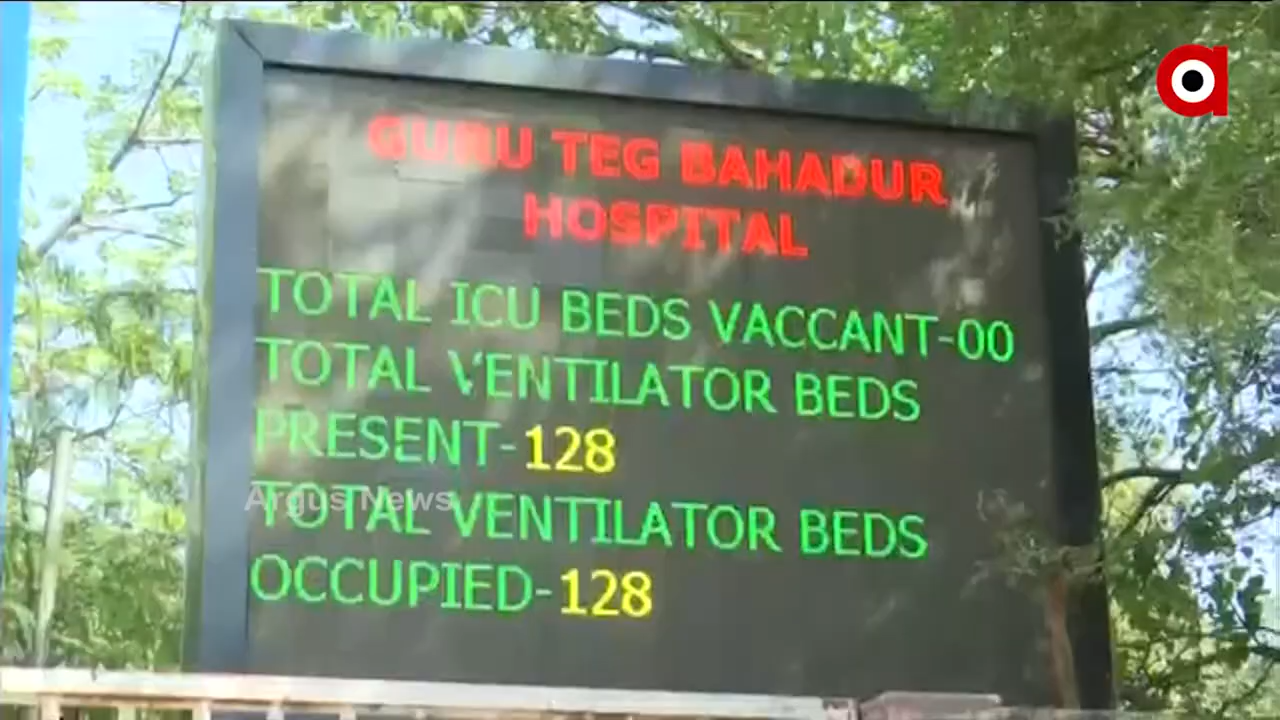 GURU TEG BAHADUR
HOSPITAL
TOTAL ICU BEDS VACCANT-00
TOTAL VENTILATOR BEDS
PRESENT-128
Argus News
TOTAL VENTILATOR BEDS
OCCUPIED-128